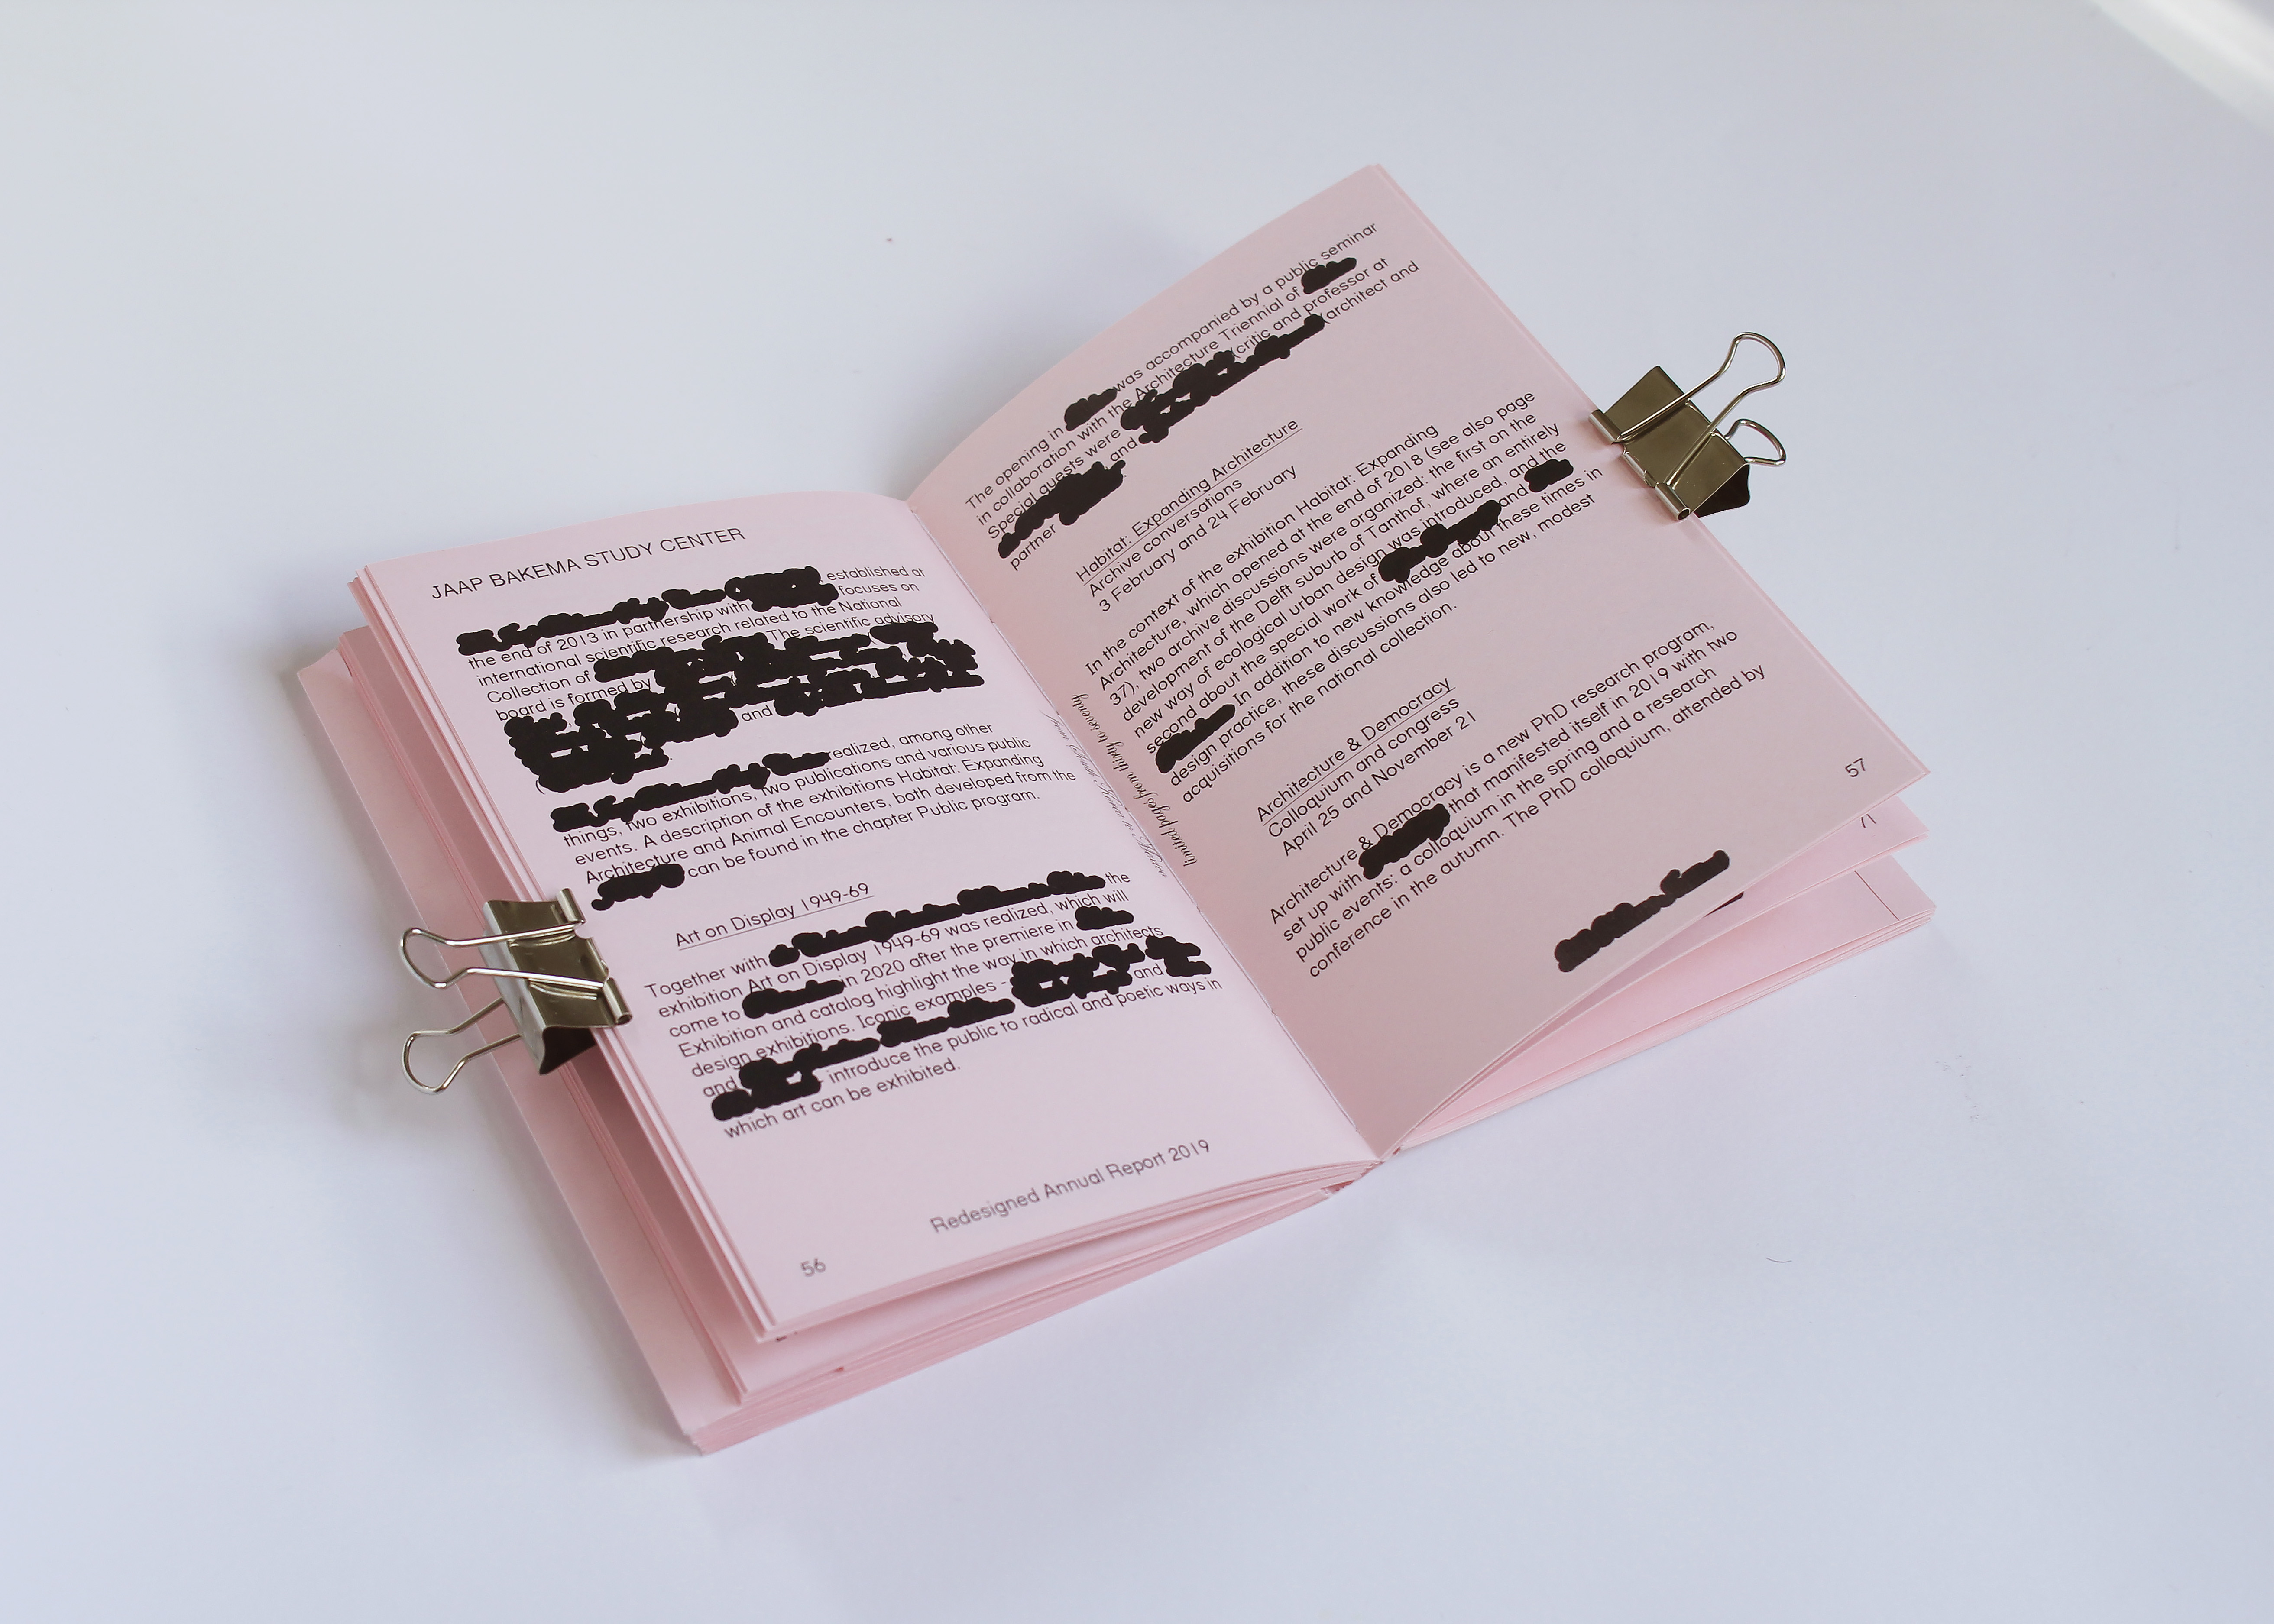 JAAP BAKEMA STUDY CENTER
established at
the end of 2013 in partnership with focuses on
international scientific research related to the National
Collection of The scientific advisory
board is formed by
and
(
realized, among other
things, two exhibitions, two publications and various public
events. A description of the exhibitions Habitat: Expanding
Architecture and Animal Encounters, both developed from the
can be found in the chapter Public program.
Art on Display 1949-69
Together with the
exhibition Art on Display 1949-69 was realized, which will
come to in 2020 after the premiere in
Exhibition and catalog highlight the way in which architects
design exhibitions. Iconic examples - and
and
introduce the public to radical and poetic ways in
which art can be exhibited.
Redesigned Annual Report 2019
56
limited pages from thirty to seventy
The opening in was accompanied by a public seminar
in collaboration with the Architecture Triennial of
Special guests were (critic and professor at
and (architect and
partner
Habitat: Expanding Architecture
Archive conversations
3 February and 24 February
In the context of the exhibition Habitat: Expanding
Architecture, which opened at the end of 2018 (see also page
37), two archive discussions were organized: the first on the
development of the Delft suburb of Tanthof, where an entirely
new way of ecological urban design was introduced, and the
second about the special work of and
In addition to new knowledge about these times in
design practice, these discussions also led to new, modest
acquisitions for the national collection.
Architecture & Democracy
Colloquium and congress
April 25 and November 21
Architecture & Democracy is a new PhD research program,
set up with that manifested itself in 2019 with two
public events: a colloquium in the spring and a research
conference in the autumn. The PhD colloquium, attended by
57
71